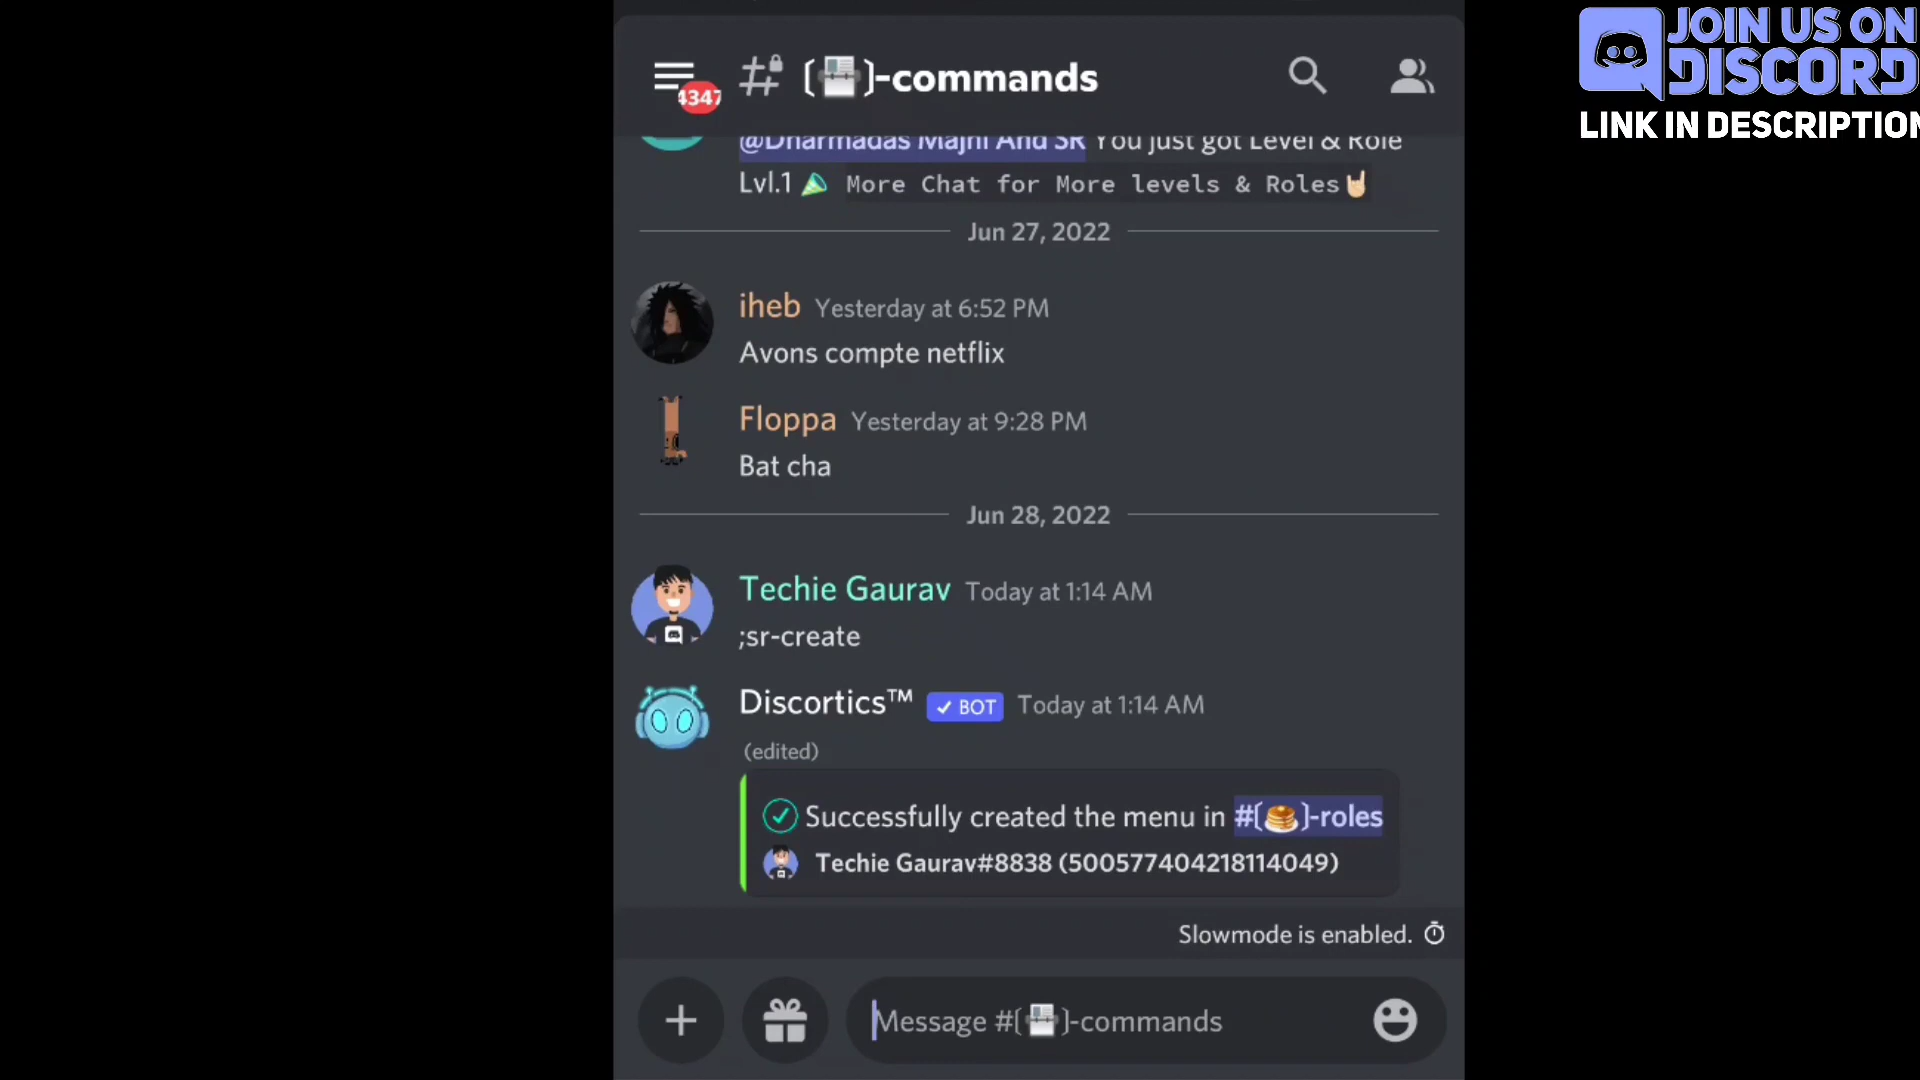 JOIN US ON
DISCORD
LINK IN DESCRIPTION
4347
[📰]-commands
@Dharmadas Majhi And SR You just got Level & Role
Lvl.1 More Chat for More levels & Roles🤘
Jun 27, 2022
iheb Yesterday at 6:52 PM
Avons compte netflix
Floppa Yesterday at 9:28 PM
Bat cha
Jun 28, 2022
Techie Gaurav Today at 1:14 AM
;sr-create
Discortics™ ✓ BOT Today at 1:14 AM
(edited)
Successfully created the menu in #[🥞]-roles
Techie Gaurav#8838 (500577404218114049)
Slowmode is enabled.
Message #[📰]-commands